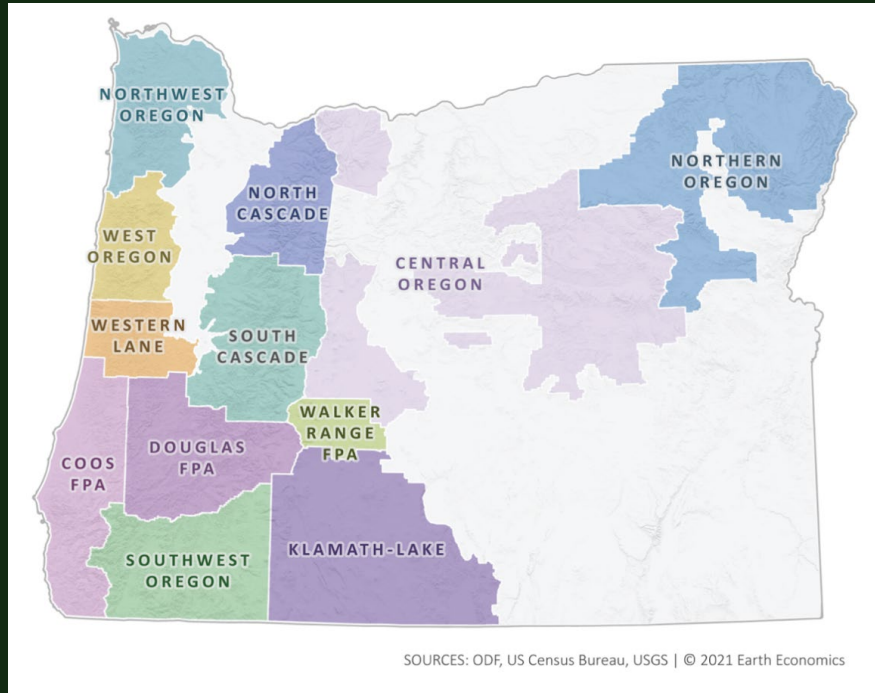 NORTHWEST
OREGON
NORTH
CASCADE
NORTHERN
OREGON
WEST
OREGON
CENTRAL
OREGON
WESTERN
LANE
SOUTH
CASCADE
WALKER
RANGE
FPA
DOUGLAS
FPA
COOS
FPA
KLAMATH-LAKE
SOUTHWEST
OREGON
SOURCES: ODF, US Census Bureau, USGS | © 2021 Earth Economics